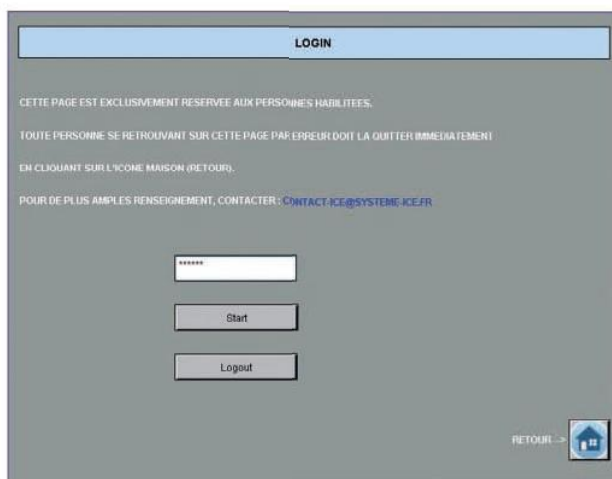 LOGIN
CETTE PAGE EST EXCLUSIVEMENT RESERVEE AUX PERSONNES HABILITEES.
TOUTE PERSONNE SE RETROUVANT SUR CETTE PAGE PAR ERREUR DOIT LA QUITTER IMMEDIATEMENT
EN CLIQUANT SUR L'ICONE MAISON (RETOUR).
POUR DE PLUS AMPLES RENSEIGNEMENT, CONTACTER : CONTACT-ICE@SYSTEME-ICE.FR
******
Start
Logout
RETOUR -->